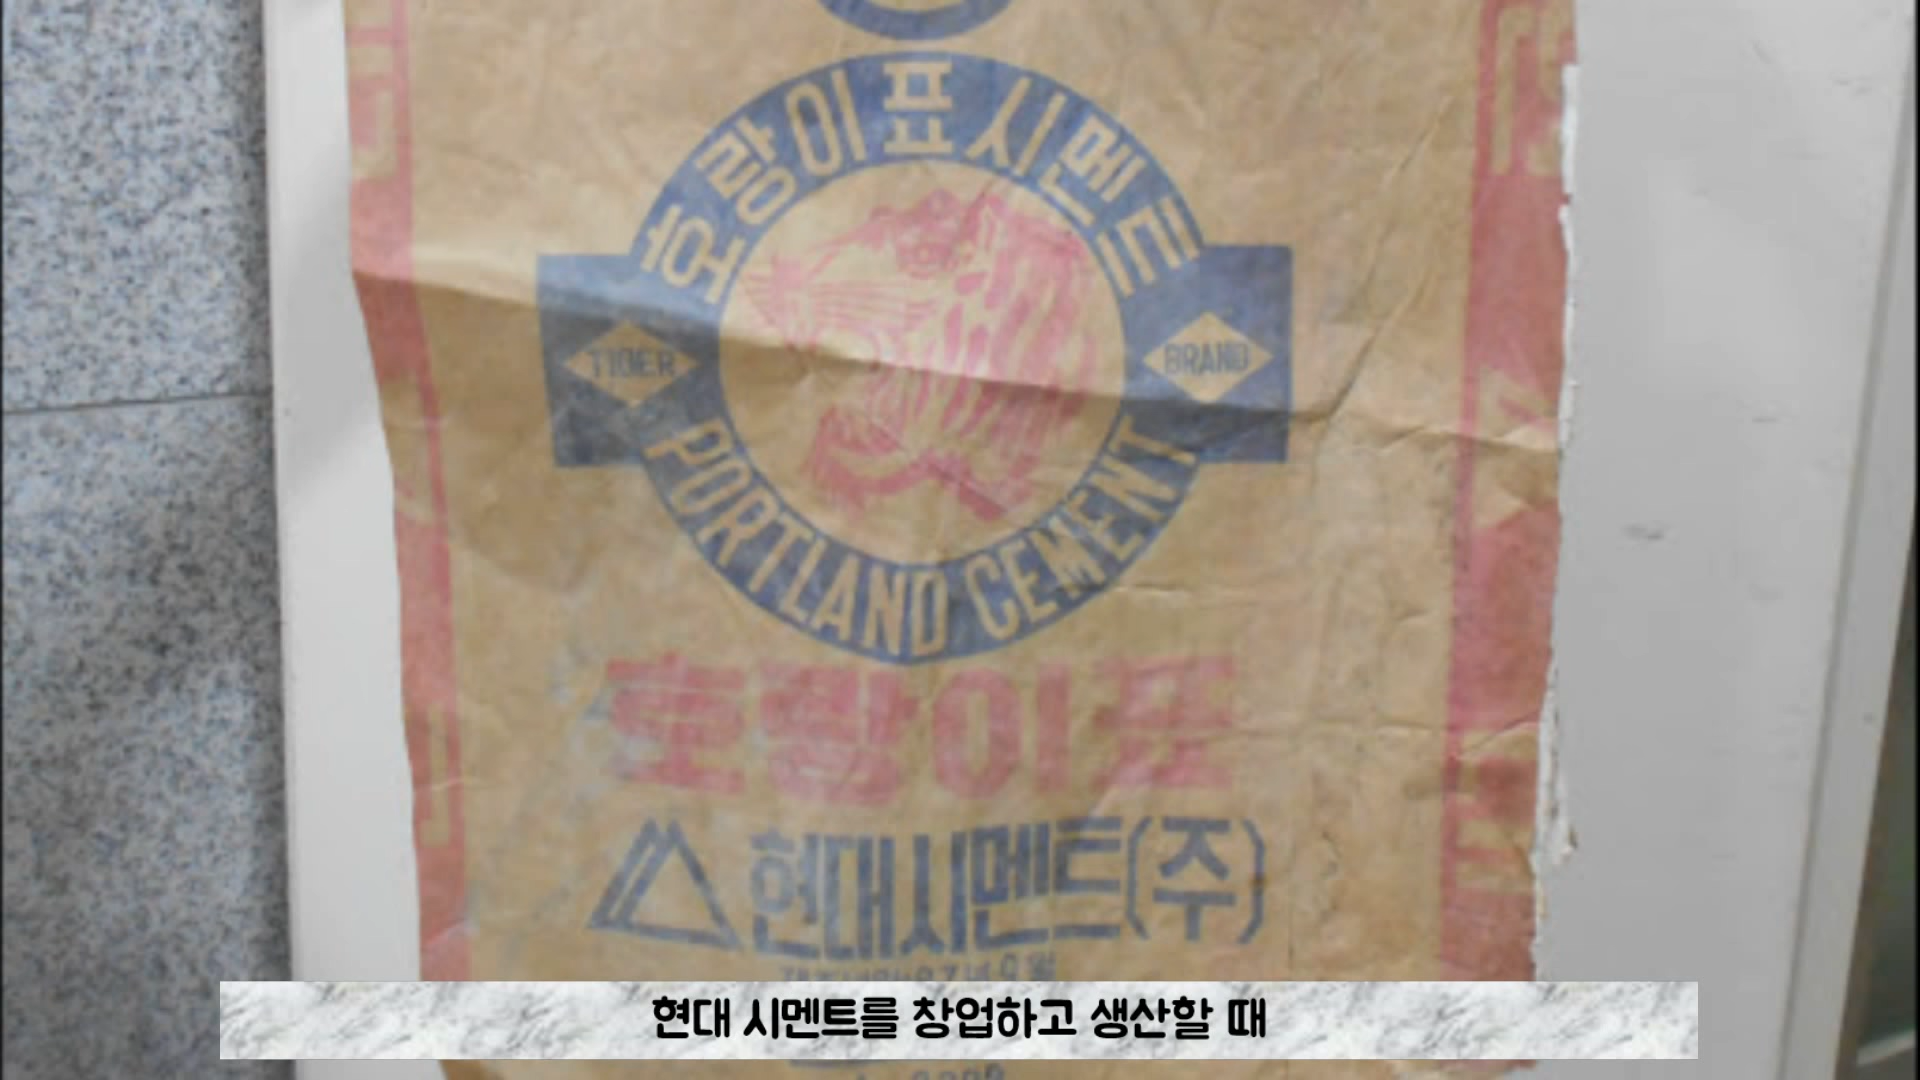 호랑이표시멘트
TIGER
BRAND
PORTLAND CEMENT
호랑이표
현대시멘트(주)
현대 시멘트를 창업하고 생산할 때